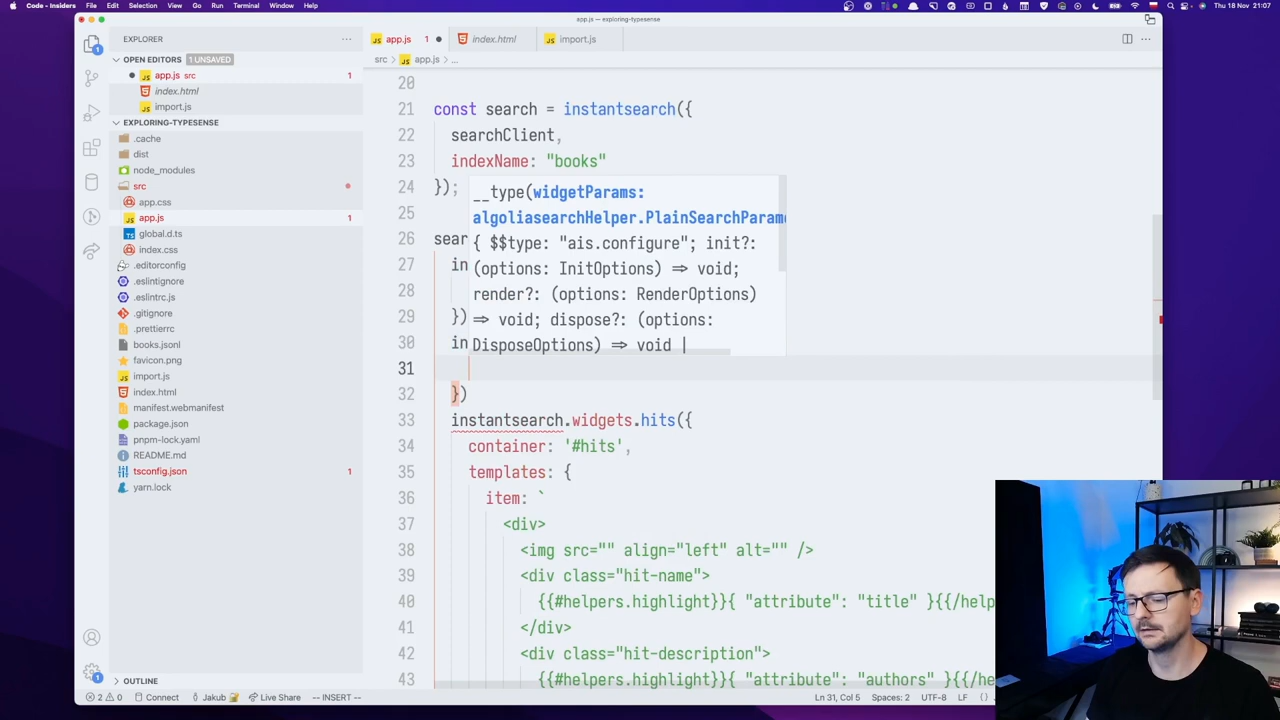 Code - Insiders File Edit Selection View Go Run Terminal Window Help
Thu 18 Nov 21:07
app.js — exploring-typesense
EXPLORER ···
OPEN EDITORS 1 UNSAVED
app.js src 1
index.html
import.js
EXPLORING-TYPESENSE
.cache
dist
node_modules
src
app.css
app.js 1
global.d.ts
index.css
.editorconfig
.eslintignore
.eslintrc.js
.gitignore
.prettierrc
books.jsonl
favicon.png
import.js
index.html
manifest.webmanifest
package.json
pnpm-lock.yaml
README.md
tsconfig.json 1
yarn.lock
OUTLINE
app.js 1 index.html import.js
src > app.js > ...
20
21 const search = instantsearch({
22 searchClient,
23 indexName: "books"
24 });
25
26 sear
27 in
28
29 })
30 in
31
32 })
33 instantsearch.widgets.hits({
34 container: '#hits',
35 templates: {
36 item: `
37 <div>
38 <img src="" align="left" alt="" />
39 <div class="hit-name">
40 {{#helpers.highlight}}{ "attribute": "title" }{{/help
41 </div>
42 <div class="hit-description">
43 {{#helpers.highlight}}{ "attribute": "authors" }{{/he
__type(widgetParams:
algoliasearchHelper.PlainSearchParame
{ $$type: "ais.configure"; init?:
(options: InitOptions) => void;
render?: (options: RenderOptions)
=> void; dispose?: (options:
DisposeOptions) => void |
2 0 Connect Jakub Live Share -- INSERT --
Ln 31, Col 5 Spaces: 2 UTF-8 LF { }